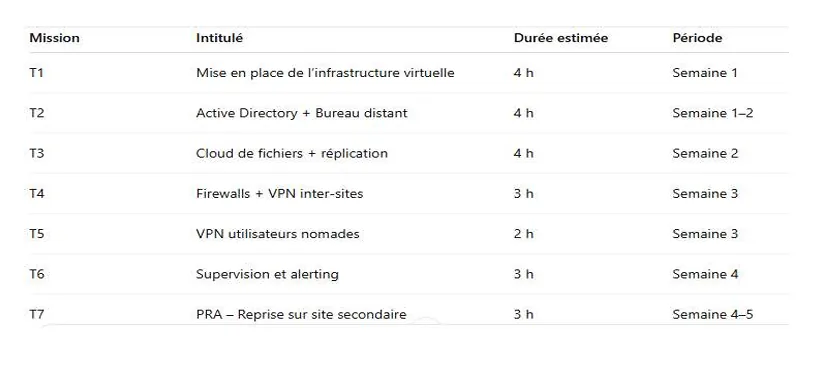 Mission Intitulé Durée estimée Période
T1 Mise en place de l'infrastructure virtuelle 4 h Semaine 1
T2 Active Directory + Bureau distant 4 h Semaine 1–2
T3 Cloud de fichiers + réplication 4 h Semaine 2
T4 Firewalls + VPN inter-sites 3 h Semaine 3
T5 VPN utilisateurs nomades 2 h Semaine 3
T6 Supervision et alerting 3 h Semaine 4
T7 PRA – Reprise sur site secondaire 3 h Semaine 4–5